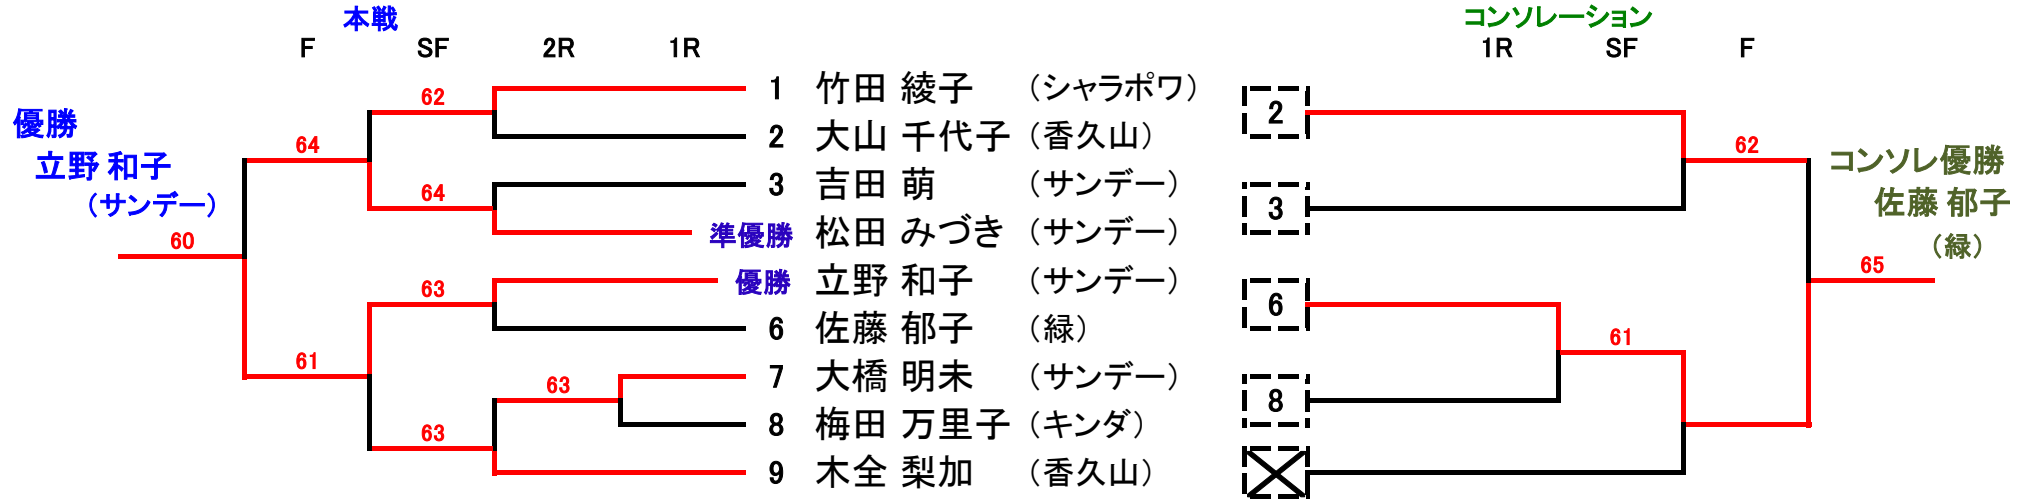 本戦 コンソレーション
F SF 2R 1R 1R SF F
1 竹田 綾子 (シャラポワ)
62 2
優勝 2 大山 千代子 (香久山)
64 62
立野 和子 コンソレ優勝
3 吉田 萌 (サンデー)
64 3 佐藤 郁子
(サンデー)
準優勝 松田 みづき (サンデー)
60 (緑)
優勝 立野 和子 (サンデー) 65
63 6
6 佐藤 郁子 (緑)
61 61
7 大橋 明未 (サンデー)
63 8
8 梅田 万里子 (キンダ)
63
9 木全 梨加 (香久山)